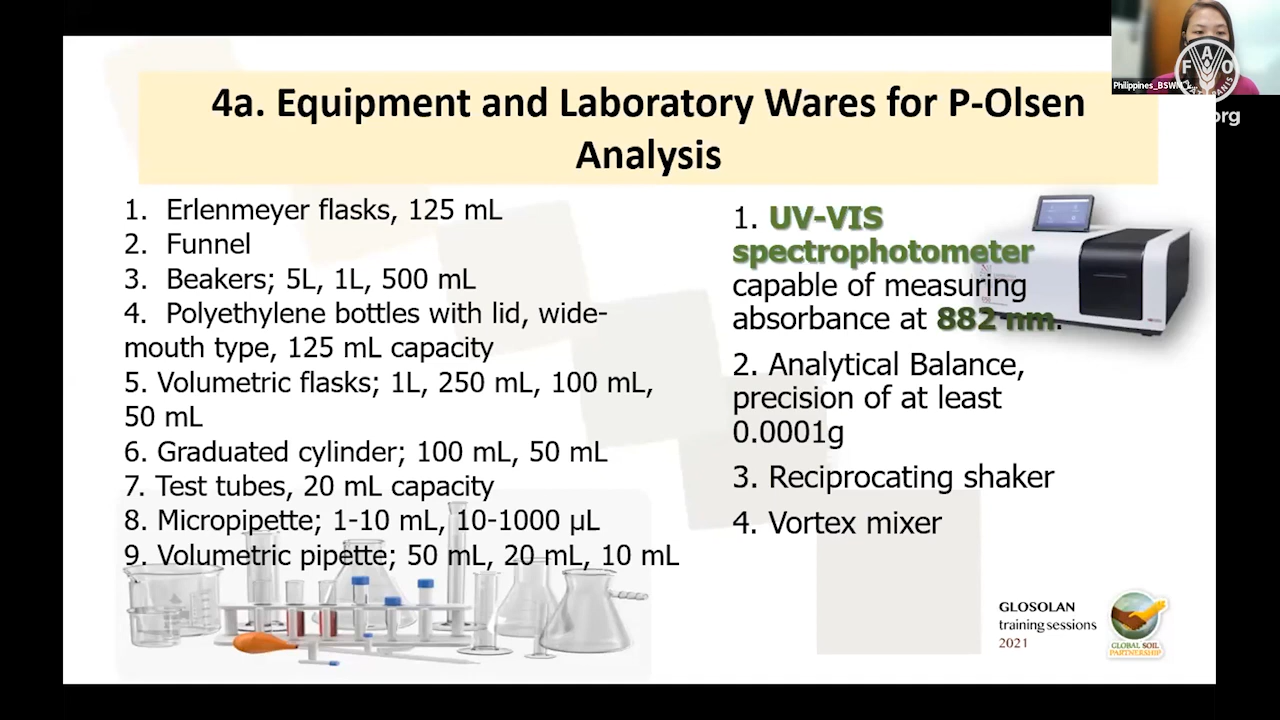 4a. Equipment and Laboratory Wares for P-Olsen
Analysis
1. Erlenmeyer flasks, 125 mL
2. Funnel
3. Beakers; 5L, 1L, 500 mL
4. Polyethylene bottles with lid, wide-
mouth type, 125 mL capacity
5. Volumetric flasks; 1L, 250 mL, 100 mL,
50 mL
6. Graduated cylinder; 100 mL, 50 mL
7. Test tubes, 20 mL capacity
8. Micropipette; 1-10 mL, 10-1000 µL
9. Volumetric pipette; 50 mL, 20 mL, 10 mL
1. UV-VIS
spectrophotometer
capable of measuring
absorbance at 882 nm.
2. Analytical Balance,
precision of at least
0.0001g
3. Reciprocating shaker
4. Vortex mixer
GLOSOLAN
training sessions
2021
GLOBAL SOIL
PARTNERSHIP
Philippines_BSWM
F A O
.org